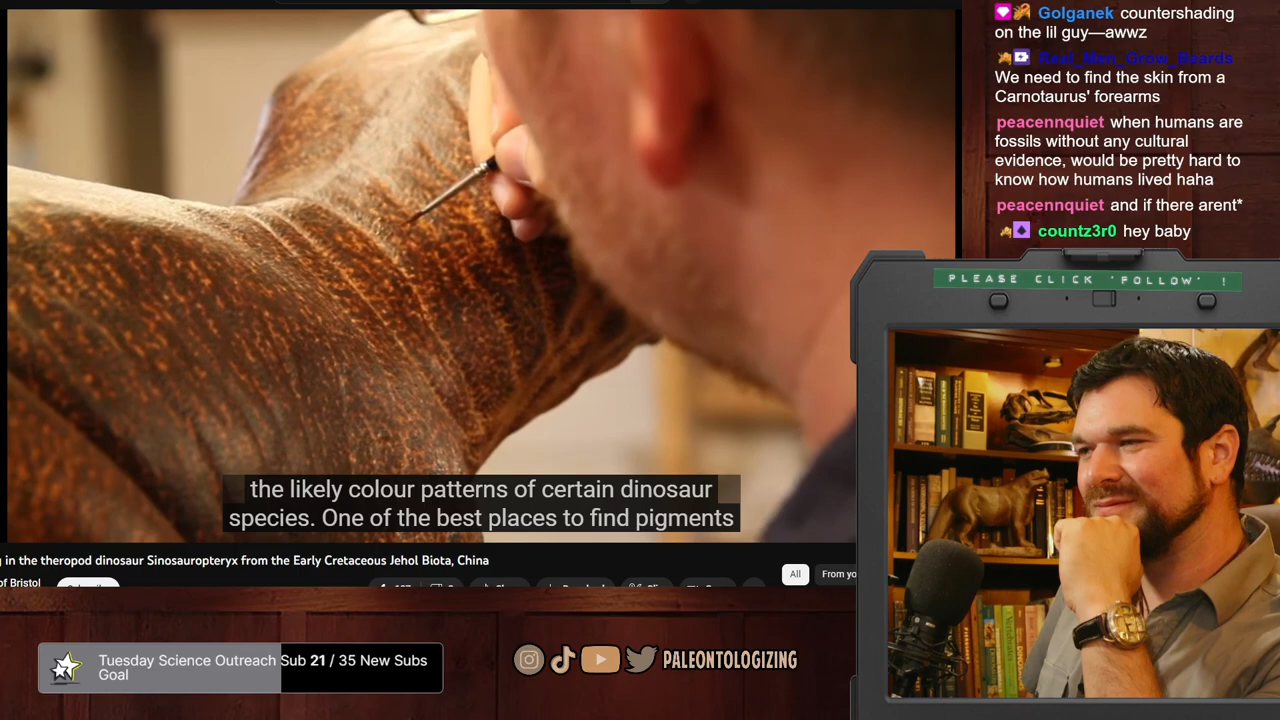 Golganek countershading
on the lil guy—awwz
Real_Men_Grow_Beards
We need to find the skin from a
Carnotaurus' forearms
peacennquiet when humans are
fossils without any cultural
evidence, would be pretty hard to
know how humans lived haha
peacennquiet and if there arent*
countz3r0 hey baby
PLEASE CLICK 'FOLLOW' !
the likely colour patterns of certain dinosaur
species. One of the best places to find pigments
in the theropod dinosaur Sinosauropteryx from the Early Cretaceous Jehol Biota, China
of Bristol
All
From yo
Tuesday Science Outreach Sub 21 / 35 New Subs
Goal
PALEONTOLOGIZING